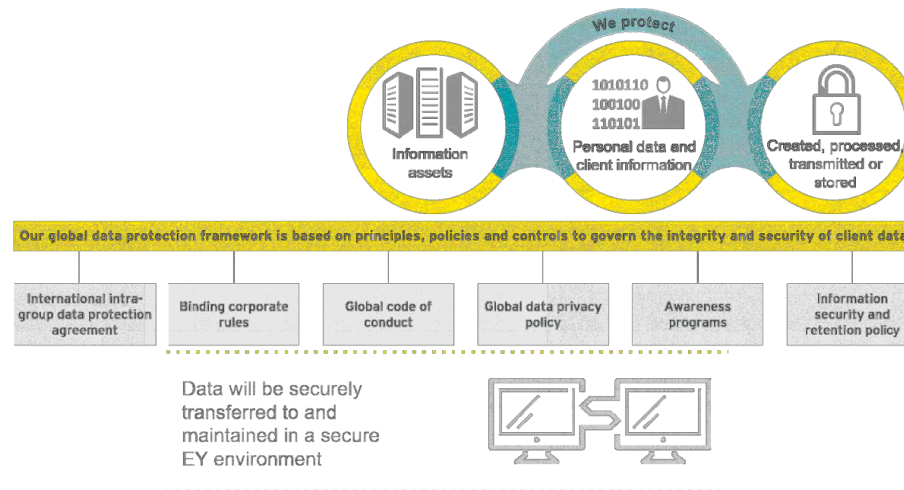 We protect
1010110
100100
110101
Information
assets
Personal data and
client information
Created, processed,
transmitted or
stored
Our global data protection framework is based on principles, policies and controls to govern the integrity and security of client data
International intra-
group data protection
agreement
Binding corporate
rules
Global code of
conduct
Global data privacy
policy
Awareness
programs
Information
security and
retention policy
Data will be securely
transferred to and
maintained in a secure
EY environment